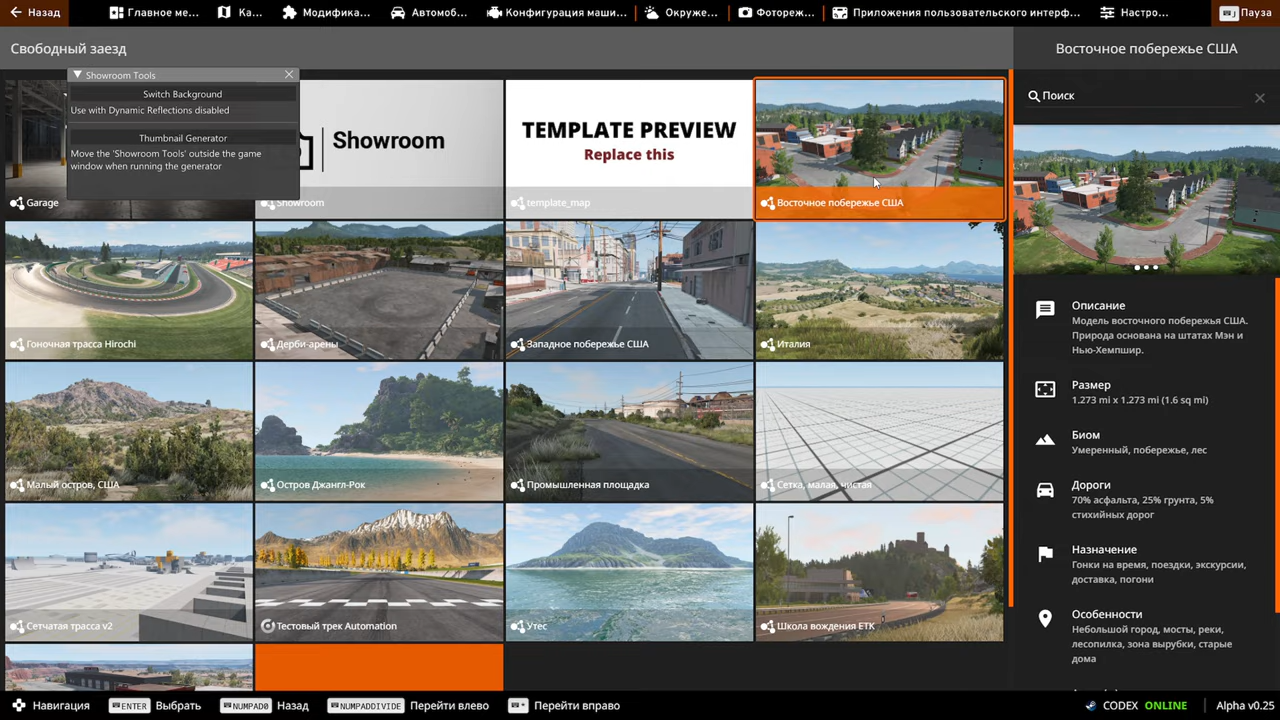 Назад
Главное ме...
Ка...
Модифика...
Автомоб...
Конфигурация маши...
Окруже...
Фотореж...
Приложения пользовательского интерф...
Настро...
Пауза
Свободный заезд
Восточное побережье США
Showroom Tools
Switch Background
Use with Dynamic Reflections disabled
Thumbnail Generator
Move the 'Showroom Tools' outside the game
window when running the generator
Garage
Showroom
Showroom
TEMPLATE PREVIEW
Replace this
template_map
Восточное побережье США
Гоночная трасса Hirochi
Дерби-арены
Западное побережье США
Италия
Малый остров, США
Остров Джангл-Рок
Промышленная площадка
Сетка, малая, чистая
Сетчатая трасса v2
Тестовый трек Automation
Утес
Школа вождения ETK
Поиск
Описание
Модель восточного побережья США.
Природа основана на штатах Мэн и
Нью-Хемпшир.
Размер
1.273 mi x 1.273 mi (1.6 sq mi)
Биом
Умеренный, побережье, лес
Дороги
70% асфальта, 25% грунта, 5%
стихийных дорог
Назначение
Гонки на время, поездки, экскурсии,
доставка, погони
Особенности
Небольшой город, мосты, реки,
лесопилка, зона вырубки, старые
дома
Навигация
ENTER
Выбрать
NUMPAD0
Назад
NUMPADDIVIDE
Перейти влево
Перейти вправо
CODEX ONLINE
Alpha v0.25